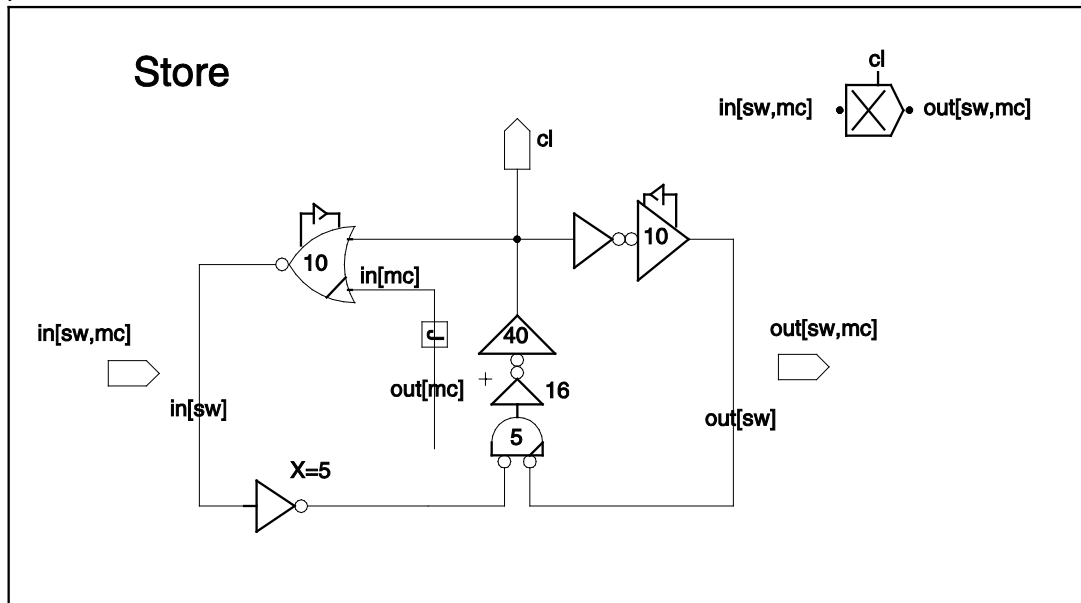 Store
cl
in[sw,mc]
out[sw,mc]
cl
10
10
in[mc]
in[sw,mc]
40
out[sw,mc]
out[mc]
16
in[sw]
out[sw]
5
X=5